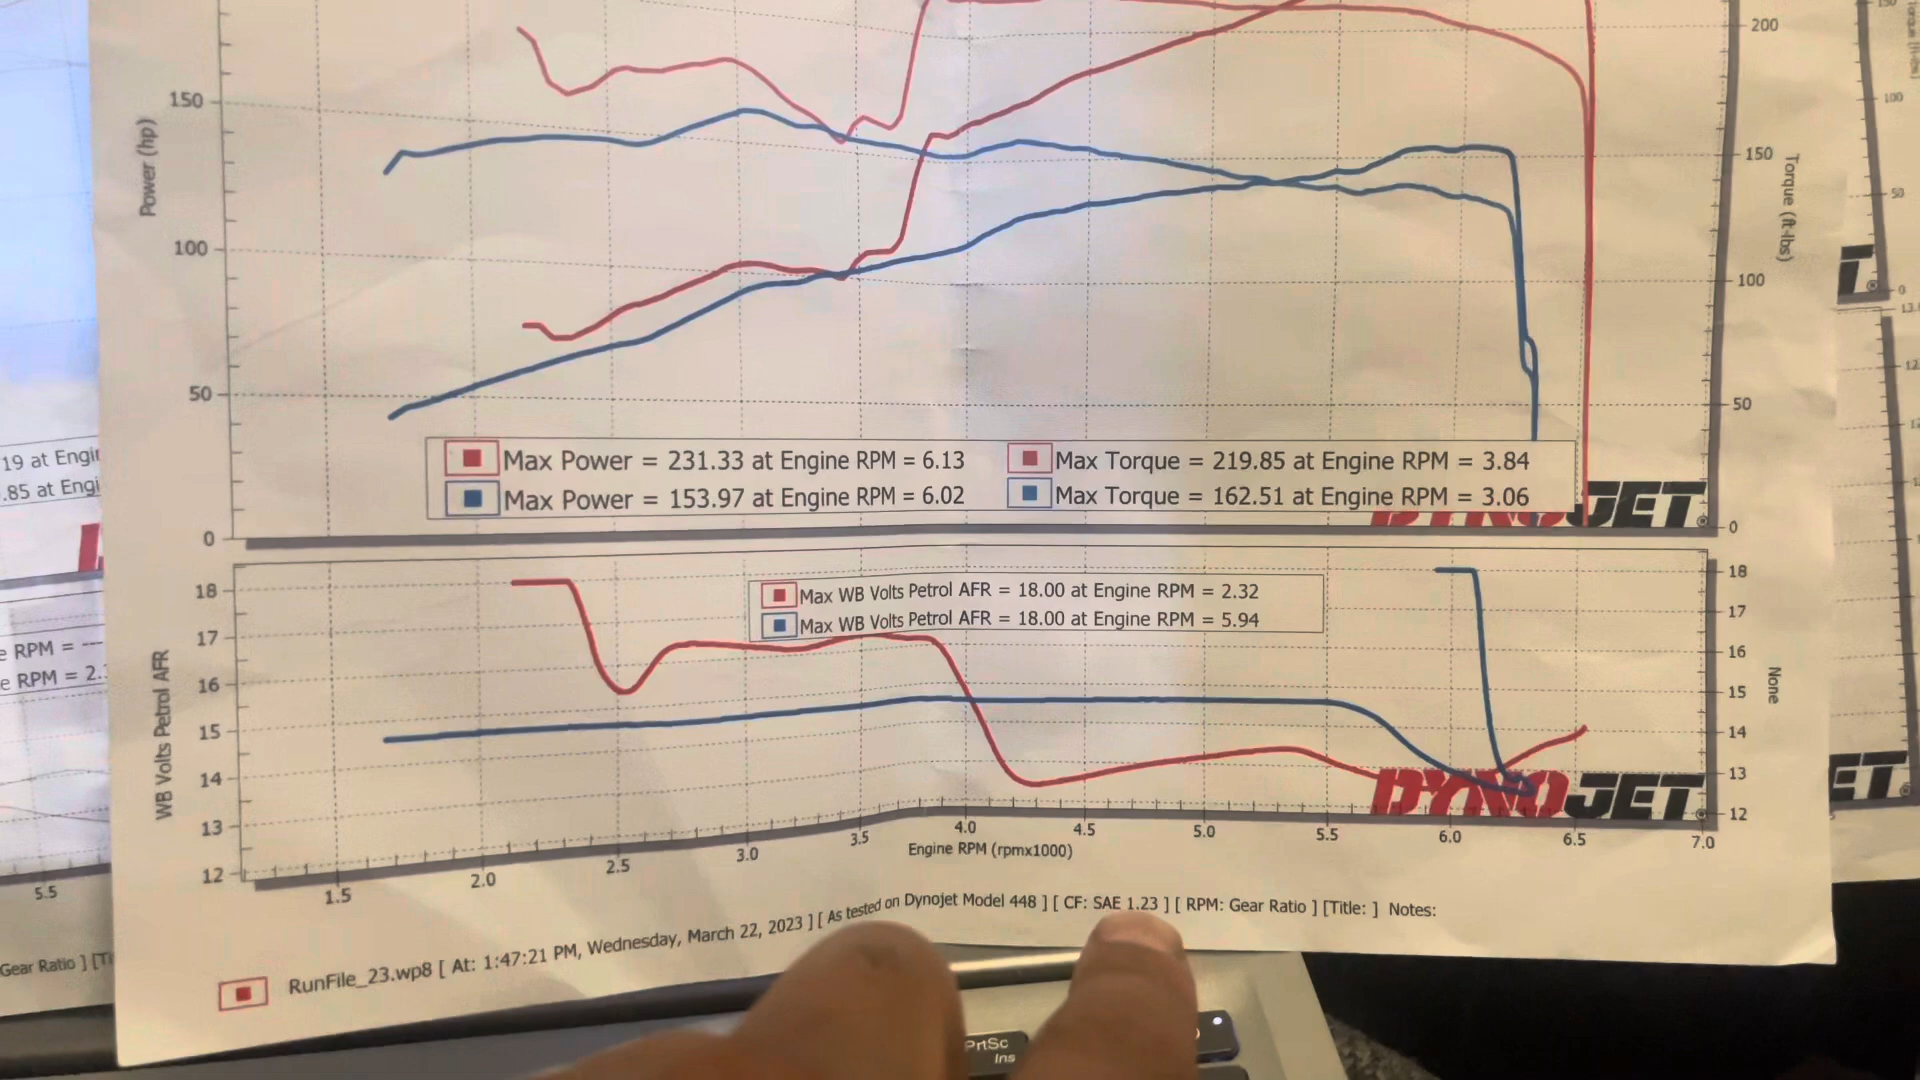 200
150
150
Power (hp)
Torque (ft-lbs)
100
100
50
50
Max Power = 231.33 at Engine RPM = 6.13
Max Torque = 219.85 at Engine RPM = 3.84
Max Power = 153.97 at Engine RPM = 6.02
Max Torque = 162.51 at Engine RPM = 3.06
DYNOJET
0
0
18
17
16
15
14
13
12
WB Volts Petrol AFR
Max WB Volts Petrol AFR = 18.00 at Engine RPM = 2.32
Max WB Volts Petrol AFR = 18.00 at Engine RPM = 5.94
18
17
16
15
14
13
12
None
DYNOJET
1.5 2.0 2.5 3.0 3.5 4.0 4.5 5.0 5.5 6.0 6.5 7.0
Engine RPM (rpmx1000)
RunFile_23.wp8 [ At: 1:47:21 PM, Wednesday, March 22, 2023 ] [ As tested on Dynojet Model 448 ] [ CF: SAE 1.23 ] [ RPM: Gear Ratio ] [Title: ] Notes:
19 at Engi
.85 at Engi
e RPM = ---
e RPM = 2.
5.5
Gear Ratio ] [Ti
100
50
0
ET
PrtSc
Ins